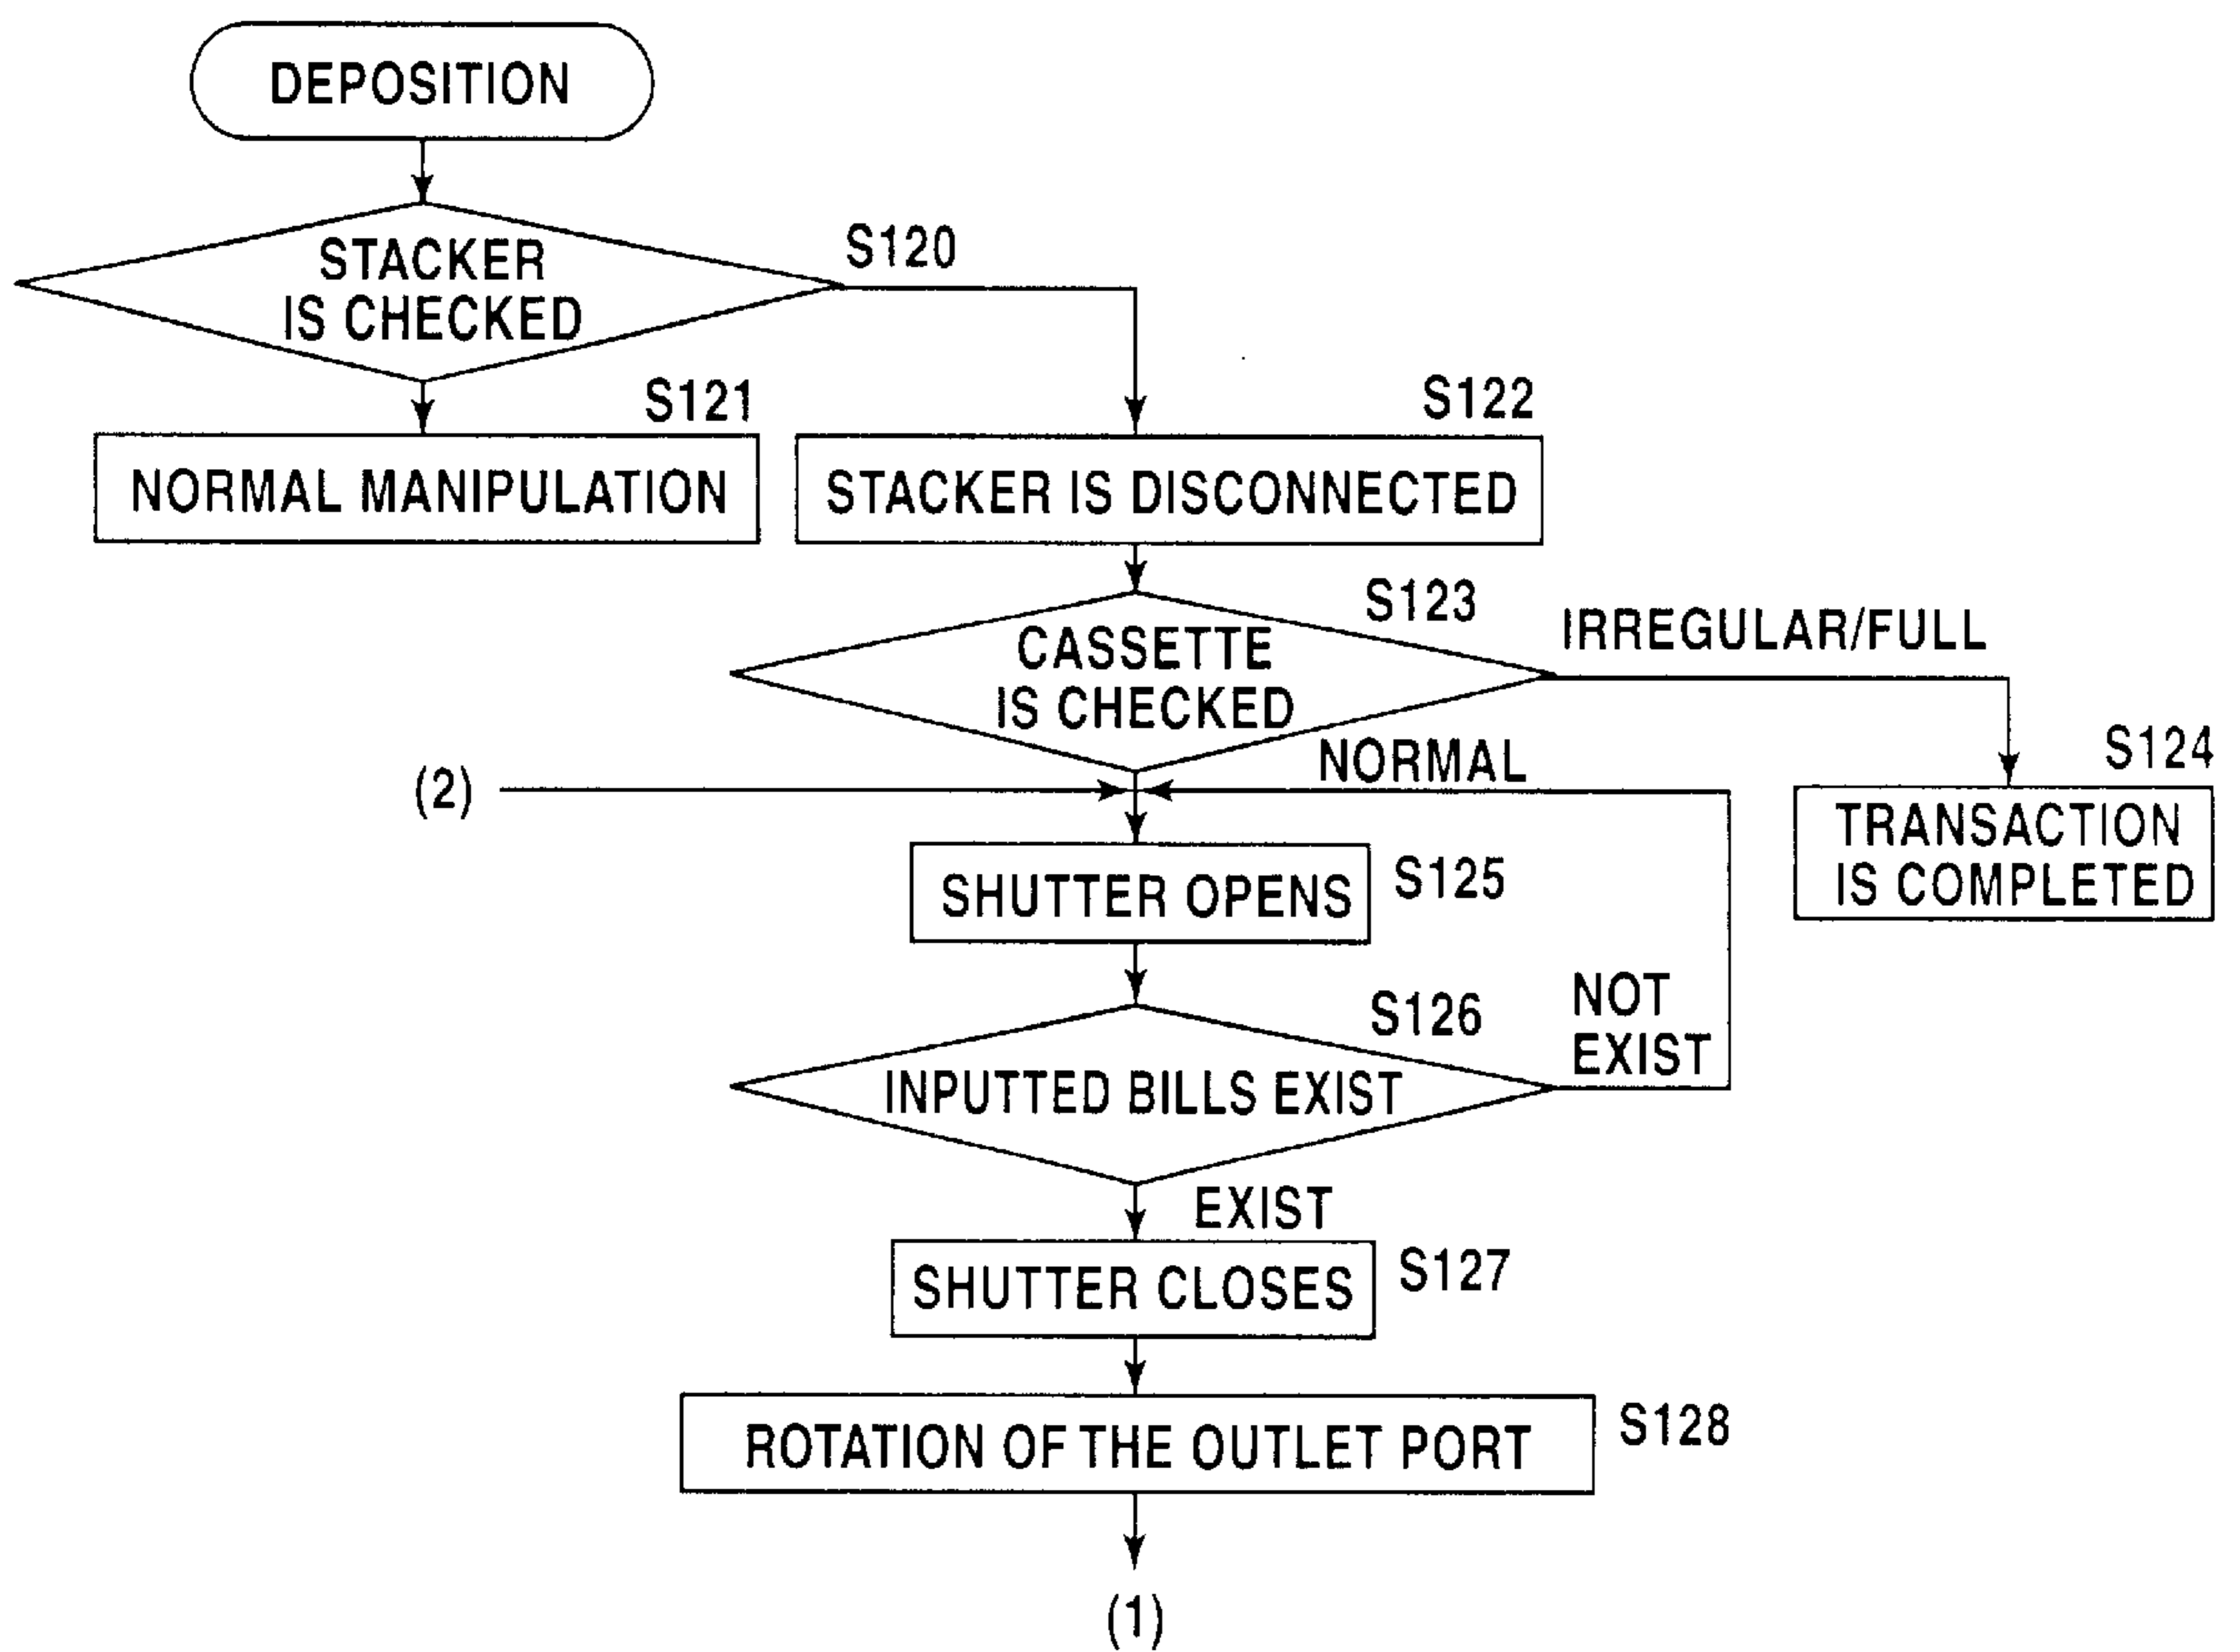 DEPOSITION
STACKER
IS CHECKED
S120
S121
NORMAL MANIPULATION
S122
STACKER IS DISCONNECTED
S123
CASSETTE
IS CHECKED
IRREGULAR/FULL
NORMAL
S124
TRANSACTION
IS COMPLETED
(2)
SHUTTER OPENS
S125
S126
INPUTTED BILLS EXIST
NOT
EXIST
EXIST
SHUTTER CLOSES
S127
ROTATION OF THE OUTLET PORT
S128
(1)